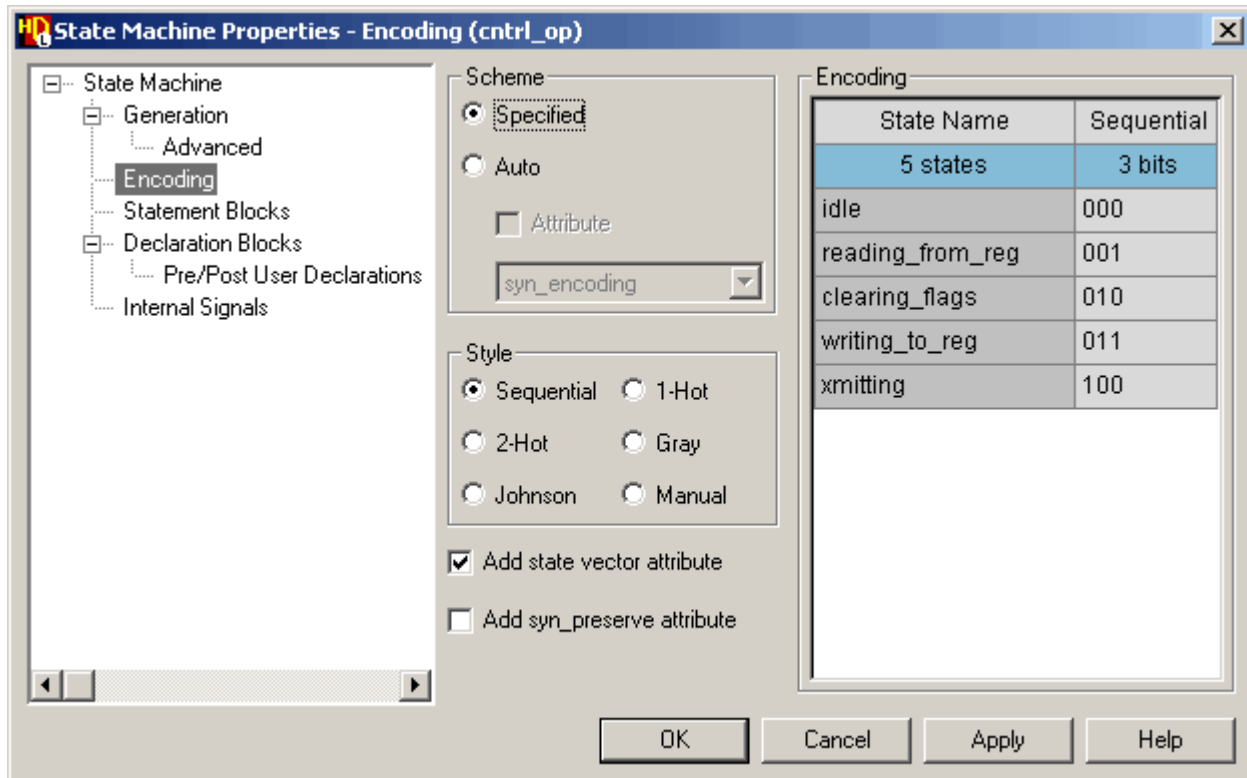 State Machine Properties - Encoding (cntrl_op)
State Machine
Generation
Advanced
Encoding
Statement Blocks
Declaration Blocks
Pre/Post User Declarations
Internal Signals
Scheme
Specified
Auto
Attribute
syn_encoding
Style
Sequential 1-Hot
2-Hot Gray
Johnson Manual
Add state vector attribute
Add syn_preserve attribute
Encoding
State Name Sequential
5 states 3 bits
idle 000
reading_from_reg 001
clearing_flags 010
writing_to_reg 011
xmitting 100
OK Cancel Apply Help